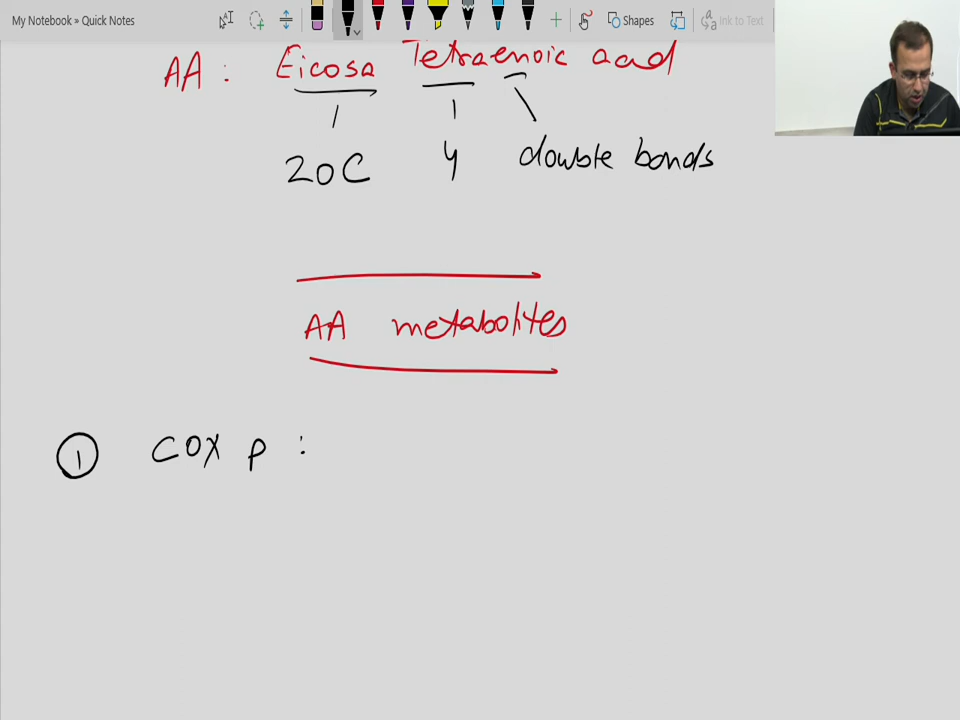 My Notebook » Quick Notes
Shapes
Ink to Text
AA : Eicosa Tetraenoic acid
20C 4 double bonds
AA metabolites
1 COX P :